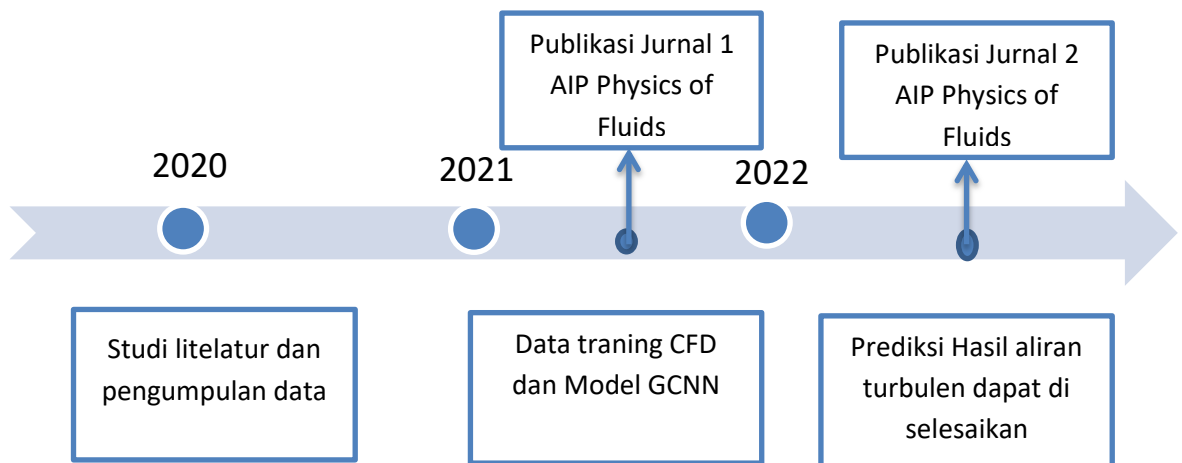 Publikasi Jurnal 1
AIP Physics of
Fluids
Publikasi Jurnal 2
AIP Physics of
Fluids
2020
2021
2022
Studi litelatur dan
pengumpulan data
Data traning CFD
dan Model GCNN
Prediksi Hasil aliran
turbulen dapat di
selesaikan